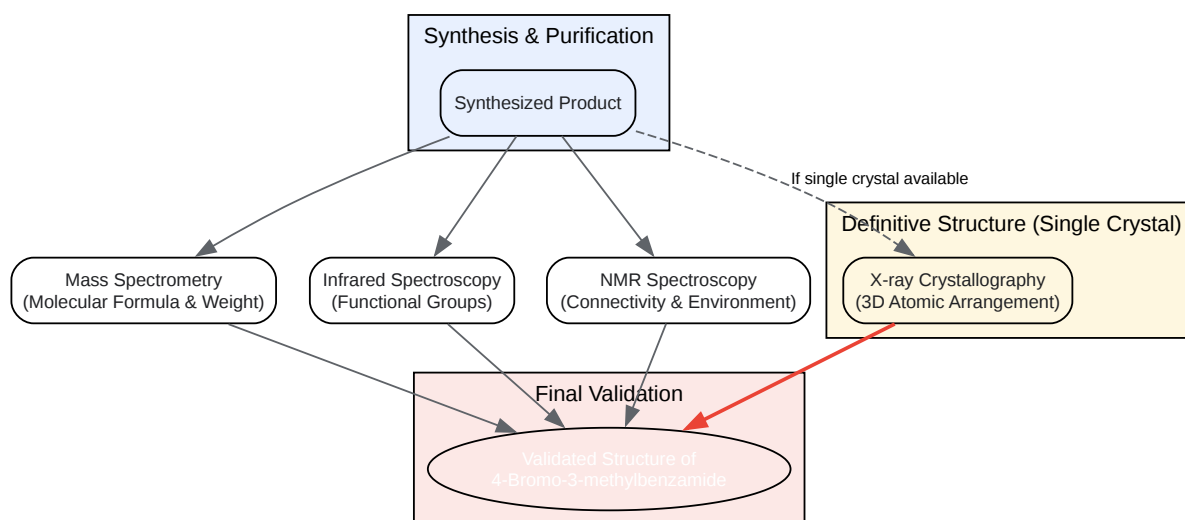 Synthesis & Purification
Synthesized Product
If single crystal available
Definitive Structure (Single Crystal)
Mass Spectrometry
(Molecular Formula & Weight)
Infrared Spectroscopy
(Functional Groups)
NMR Spectroscopy
(Connectivity & Environment)
X-ray Crystallography
(3D Atomic Arrangement)
Final Validation
Validated Structure of
4-Bromo-3-methylbenzamide